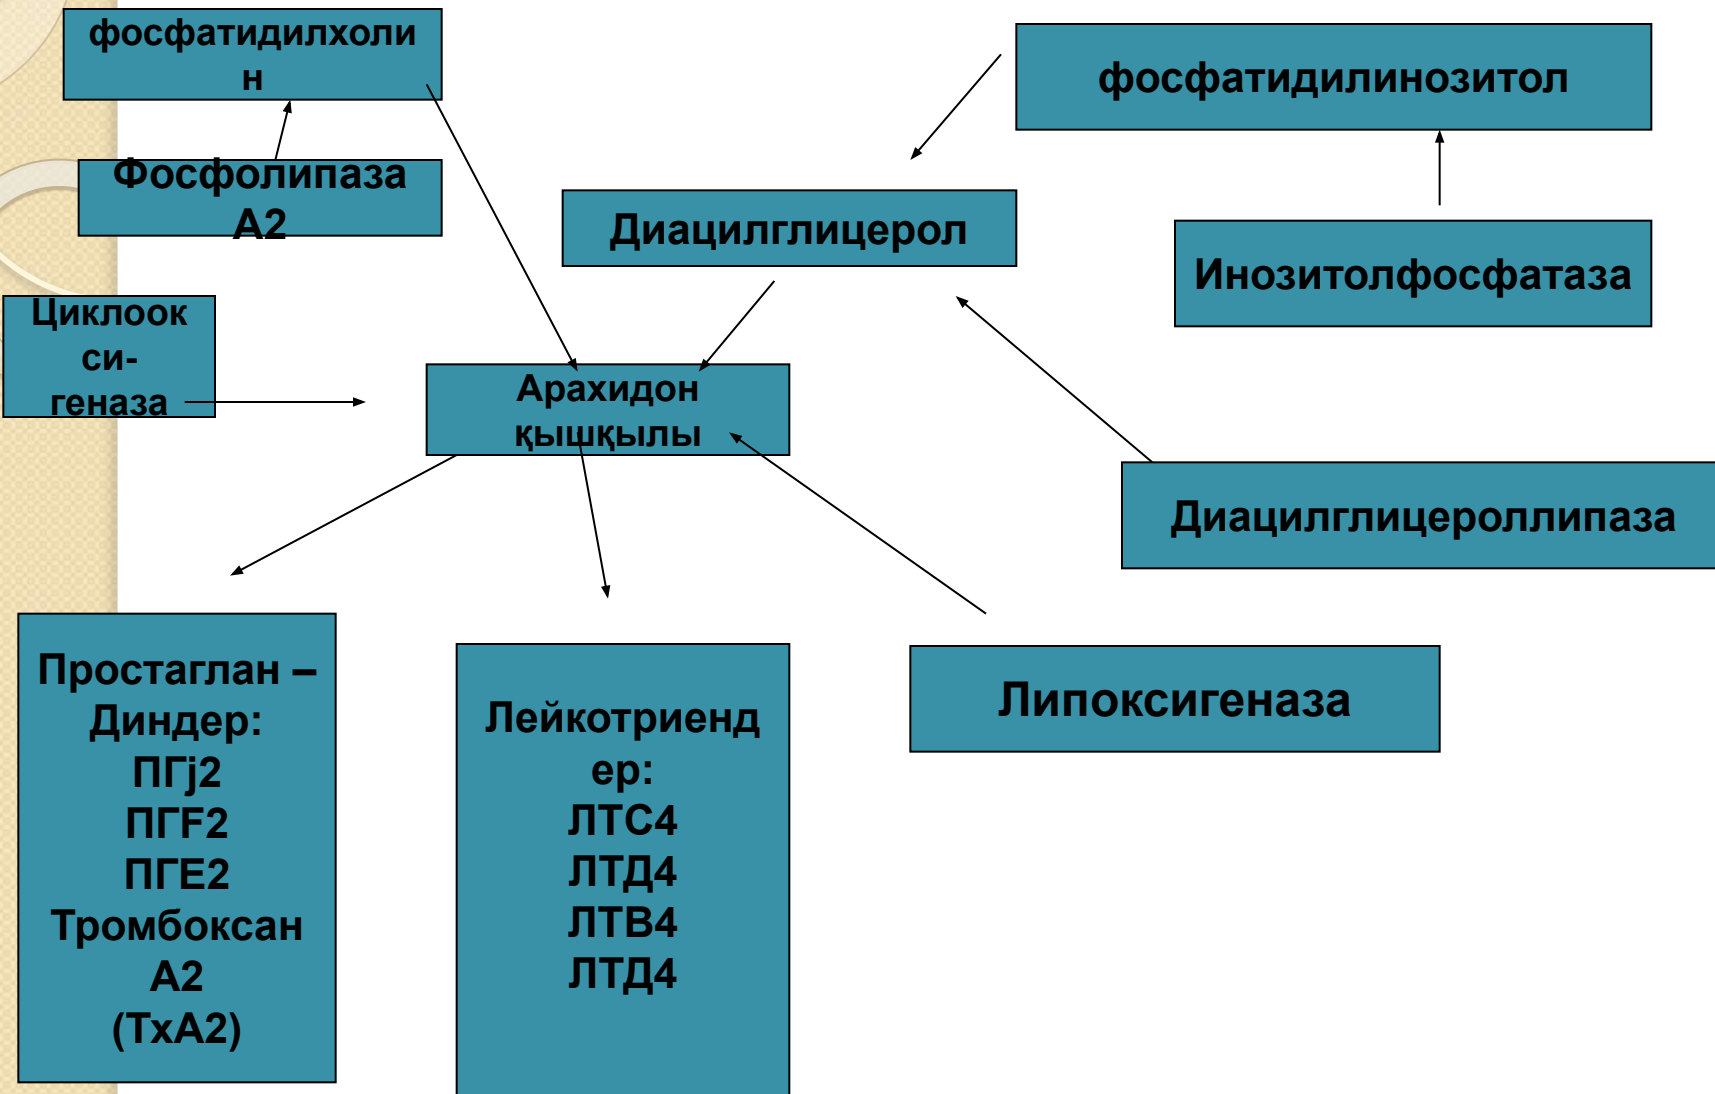 фосфатидилхоли
н
фосфатидилинозитол
Фосфолипаза
А2
Диацилглицерол
Инозитолфосфатаза
Циклоок
си-
геназа
Арахидон
қышқылы
Диацилглицероллипаза
Простаглан –
Диндер:
ПГj2
ПГF2
ПГЕ2
Тромбоксан
А2
(ТхА2)
Лейкотриенд
ер:
ЛТС4
ЛТД4
ЛТВ4
ЛТД4
Липоксигеназа